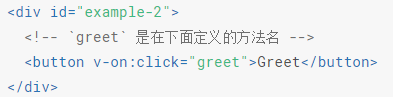 <div id="example-2">
<!-- `greet` 是在下面定义的方法名 -->
<button v-on:click="greet">Greet</button>
</div>